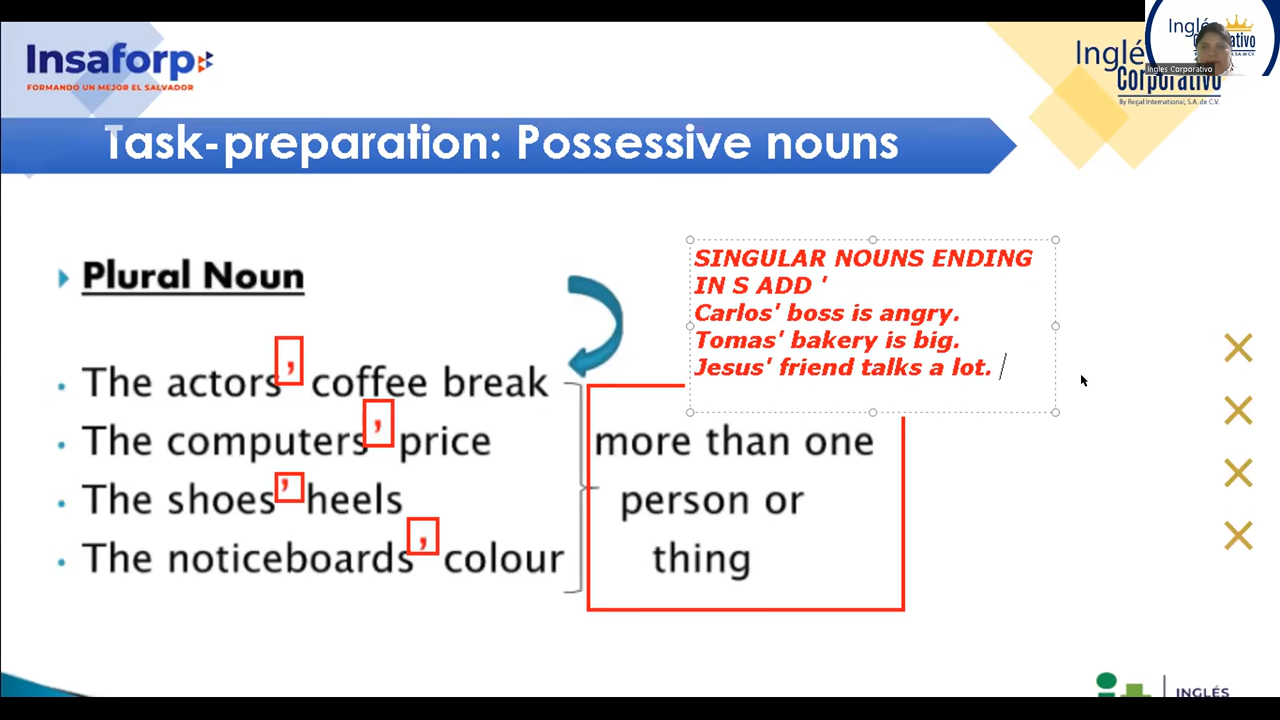 Insaforp
FORMANDO UN MEJOR EL SALVADOR
Inglés Corporativo
Inglé
Corporativo
By Regal International, S.A. de C.V.
Task-preparation: Possessive nouns
Plural Noun
SINGULAR NOUNS ENDING
IN S ADD '
Carlos' boss is angry.
Tomas' bakery is big.
Jesus' friend talks a lot.
• The actors' coffee break
• The computers' price
• The shoes' heels
• The noticeboards' colour
more than one
person or
thing
INGLÉS